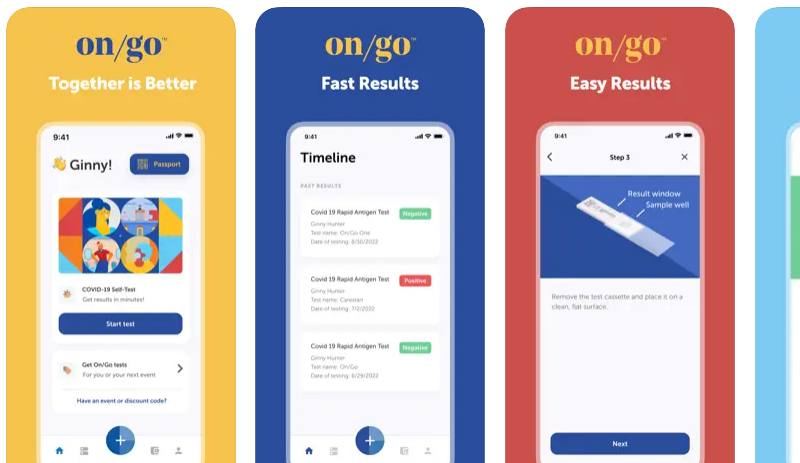 on/go™
Together is Better
9:41
👋 Ginny!
Passport
COVID-19 Self-Test
Get results in minutes!
Start test
Get On/Go tests
For you or your next event
Have an event or discount code?
on/go™
Fast Results
9:41
Timeline
PAST RESULTS
Covid 19 Rapid Antigen Test
Negative
Ginny Hunter
Test name: On/Go One
Date of testing: 8/30/2022
Covid 19 Rapid Antigen Test
Positive
Ginny Hunter
Test name: Carestart
Date of testing: 7/2/2022
Covid 19 Rapid Antigen Test
Negative
Ginny Hunter
Test name: On/Go
Date of testing: 6/29/2022
on/go™
Easy Results
9:41
Step 3
Result window
Sample well
Remove the test cassette and place it on a
clean, flat surface.
Next